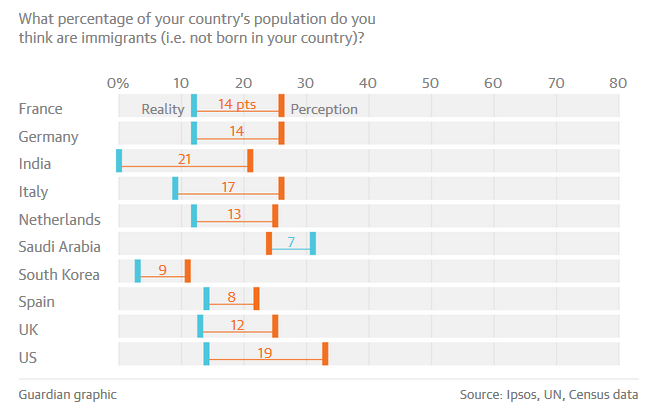 What percentage of your country's population do you
think are immigrants (i.e. not born in your country)?
0% 10 20 30 40 50 60 70 80
France Reality 14 pts Perception
Germany 14
India 21
Italy 17
Netherlands 13
Saudi Arabia 7
South Korea 9
Spain 8
UK 12
US 19
Guardian graphic Source: Ipsos, UN, Census data